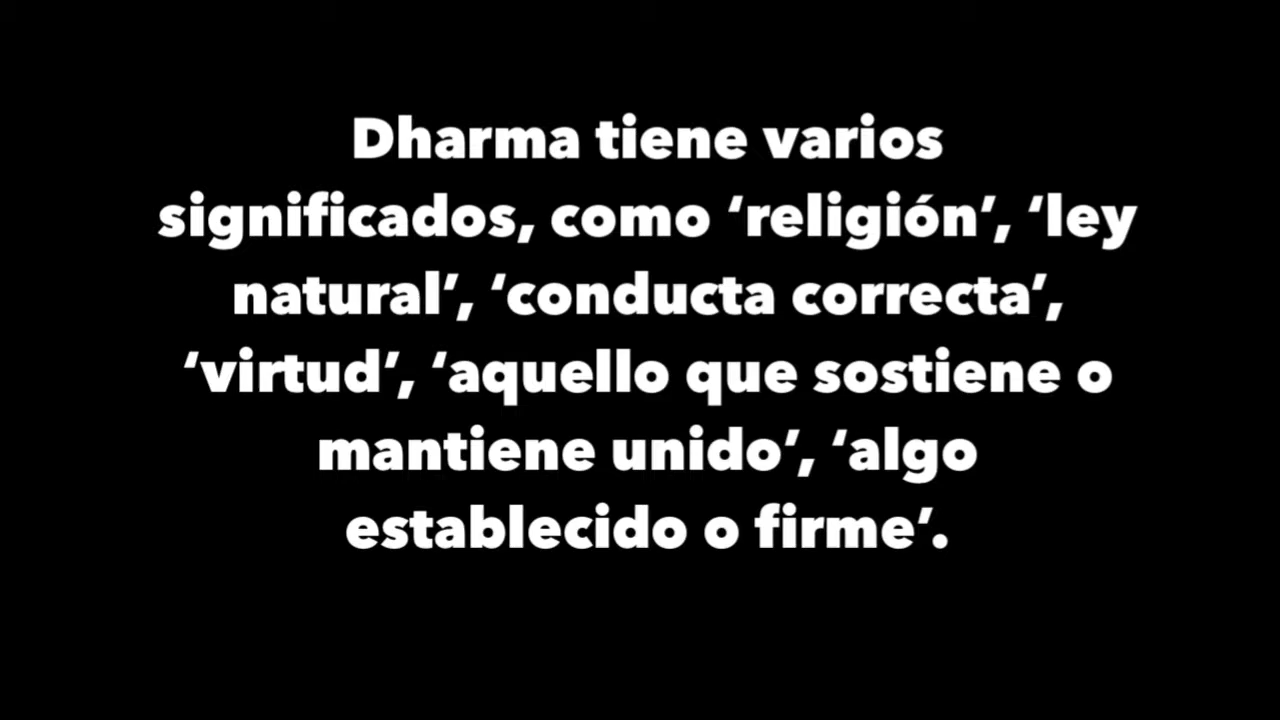 Dharma tiene varios
significados, como ‘religión’, ‘ley
natural’, ‘conducta correcta’,
‘virtud’, ‘aquello que sostiene o
mantiene unido’, ‘algo
establecido o firme’.